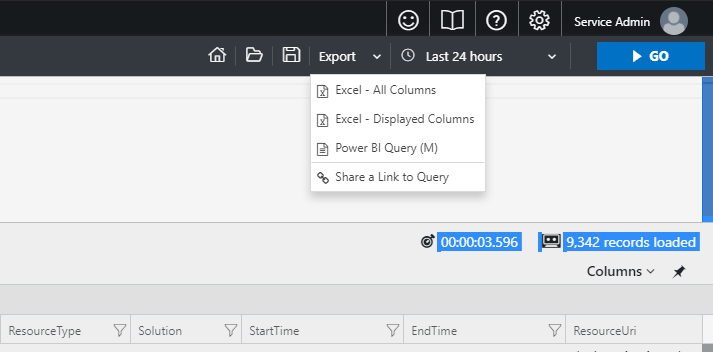 Service Admin
Export
Last 24 hours
GO
Excel - All Columns
Excel - Displayed Columns
Power BI Query (M)
Share a Link to Query
00:00:03.596
9,342 records loaded
Columns
ResourceType
Solution
StartTime
EndTime
ResourceUri